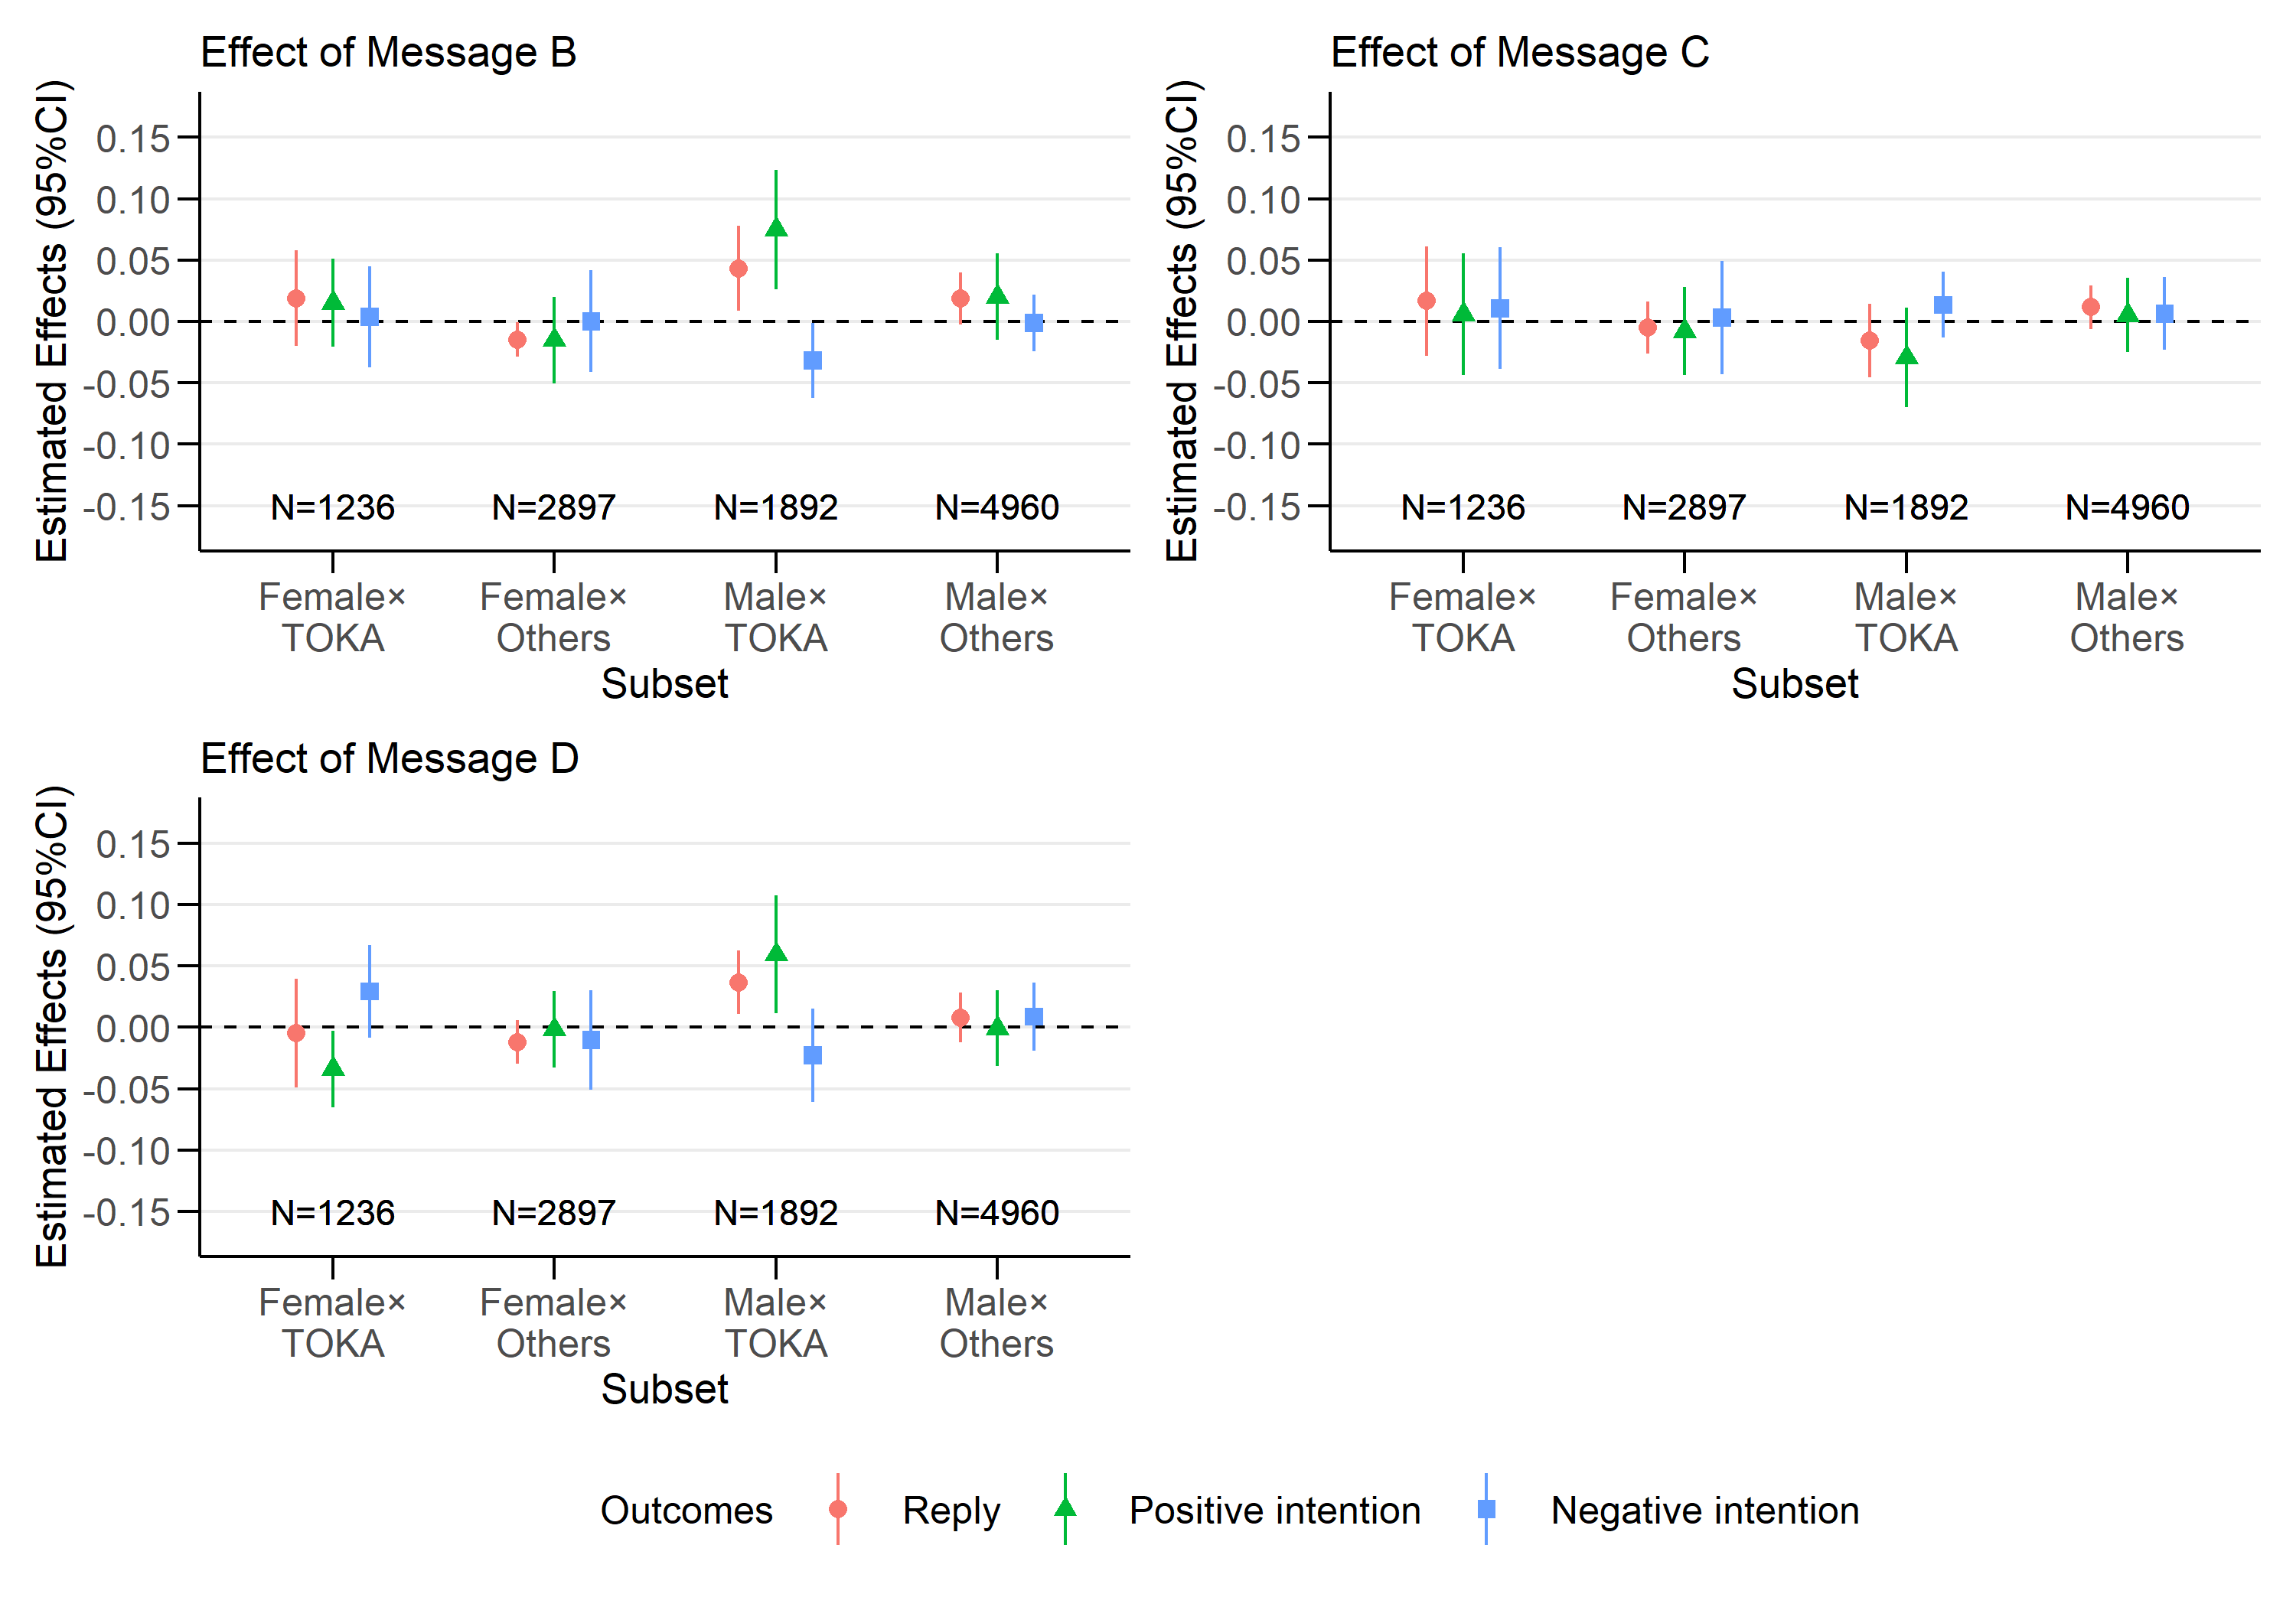 Effect of Message B
Estimated Effects (95%CI)
0.15
0.10
0.05
0.00
-0.05
-0.10
-0.15
N=1236 N=2897 N=1892 N=4960
Female× Female× Male× Male×
TOKA Others TOKA Others
Subset
Effect of Message C
Estimated Effects (95%CI)
0.15
0.10
0.05
0.00
-0.05
-0.10
-0.15
N=1236 N=2897 N=1892 N=4960
Female× Female× Male× Male×
TOKA Others TOKA Others
Subset
Effect of Message D
Estimated Effects (95%CI)
0.15
0.10
0.05
0.00
-0.05
-0.10
-0.15
N=1236 N=2897 N=1892 N=4960
Female× Female× Male× Male×
TOKA Others TOKA Others
Subset
Outcomes Reply Positive intention Negative intention